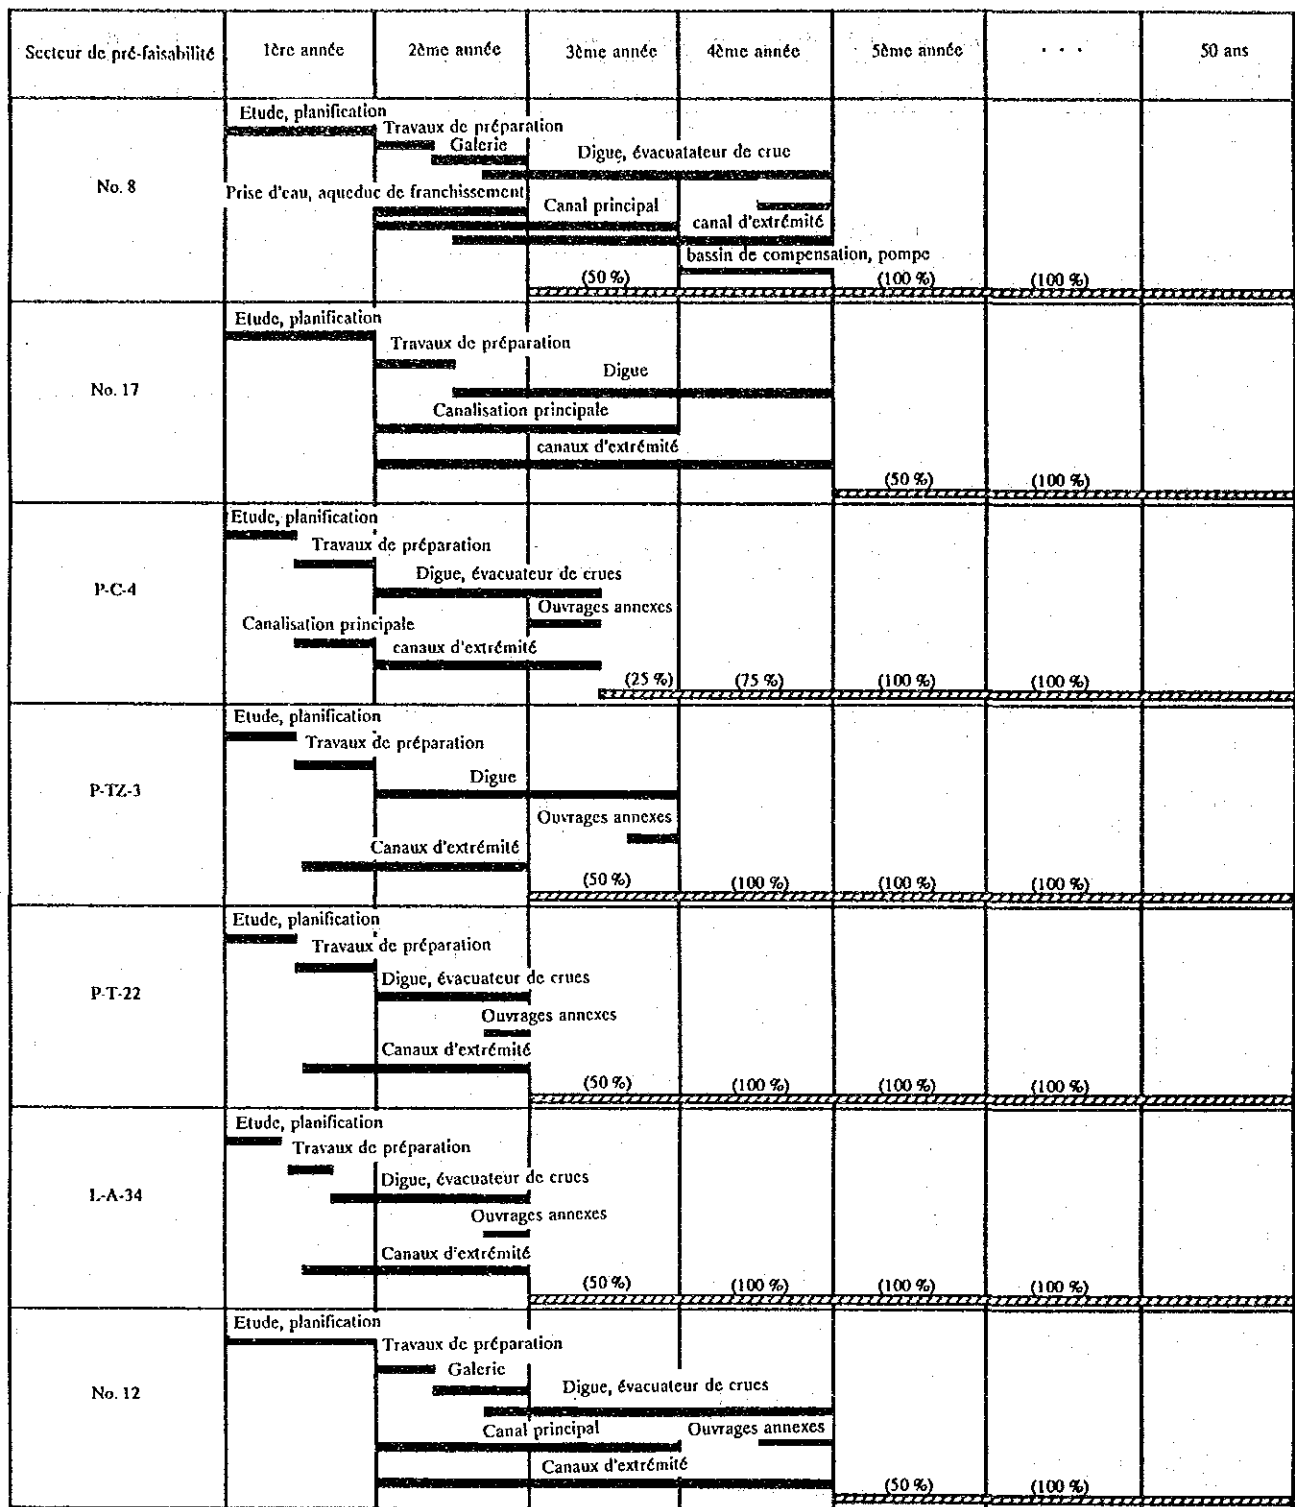 Secteur de pré-faisabilité 1ère année 2ème année 3ème année 4ème année 5ème année . . . 50 ans
No. 8
Etude, planification
Travaux de préparation
Galerie
Digue, évacuatateur de crue
Prise d'eau, aqueduc de franchissement
Canal principal
canal d'extrémité
bassin de compensation, pompe
(50 %) (100 %) (100 %)
No. 17
Etude, planification
Travaux de préparation
Digue
Canalisation principale
canaux d'extrémité
(50 %) (100 %)
P-C-4
Etude, planification
Travaux de préparation
Digue, évacuateur de crues
Ouvrages annexes
Canalisation principale
canaux d'extrémité
(25 %) (75 %) (100 %) (100 %)
P-TZ-3
Etude, planification
Travaux de préparation
Digue
Ouvrages annexes
Canaux d'extrémité
(50 %) (100 %) (100 %) (100 %)
P-T-22
Etude, planification
Travaux de préparation
Digue, évacuateur de crues
Ouvrages annexes
Canaux d'extrémité
(50 %) (100 %) (100 %) (100 %)
L-A-34
Etude, planification
Travaux de préparation
Digue, évacuateur de crues
Ouvrages annexes
Canaux d'extrémité
(50 %) (100 %) (100 %) (100 %)
No. 12
Etude, planification
Travaux de préparation
Galerie
Digue, évacuateur de crues
Canal principal
Ouvrages annexes
Canaux d'extrémité
(50 %) (100 %)